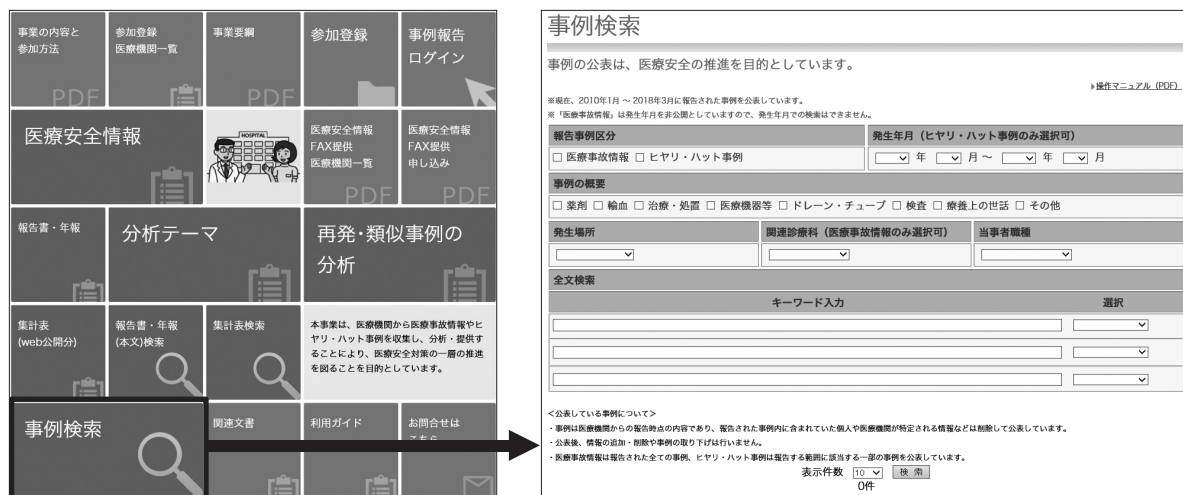 事業の内容と
参加方法
PDF
参加登録
医療機関一覧
事業要綱
PDF
参加登録
事例報告
ログイン
医療安全情報
HOSPITAL
医療安全情報
FAX提供
医療機関一覧
PDF
医療安全情報
FAX提供
申し込み
PDF
報告書・年報
分析テーマ
再発・類似事例の
分析
集計表
(web公開分)
報告書・年報
(本文)検索
集計表検索
本事業は、医療機関から医療事故情報やヒ
ヤリ・ハット事例を収集し、分析・提供す
ることにより、医療安全対策の一層の推進
を図ることを目的としています。
事例検索
関連文書
利用ガイド
お問合せは
こちら
事例検索
事例の公表は、医療安全の推進を目的としています。
操作マニュアル (PDF)
※現在、2010年1月 ～ 2018年3月に報告された事例を公表しています。
※「医療事故情報」は発生年月を非公開としていますので、発生年月での検索はできません。
報告事例区分 発生年月（ヒヤリ・ハット事例のみ選択可）
□ 医療事故情報 □ ヒヤリ・ハット事例 年 月 ～ 年 月
事例の概要
□ 薬剤 □ 輸血 □ 治療・処置 □ 医療機器等 □ ドレーン・チューブ □ 検査 □ 療養上の世話 □ その他
発生場所 関連診療科（医療事故情報のみ選択可） 当事者職種
全文検索
キーワード入力 選択
＜公表している事例について＞
・事例は医療機関からの報告時点の内容であり、報告された事例内に含まれていた個人や医療機関が特定される情報などは削除して公表しています。
・公表後、情報の追加・削除や事例の取り下げは行いません。
・医療事故情報は報告された全ての事例、ヒヤリ・ハット事例は報告する範囲に該当する一部の事例を公表しています。
表示件数 10 検 索
0件